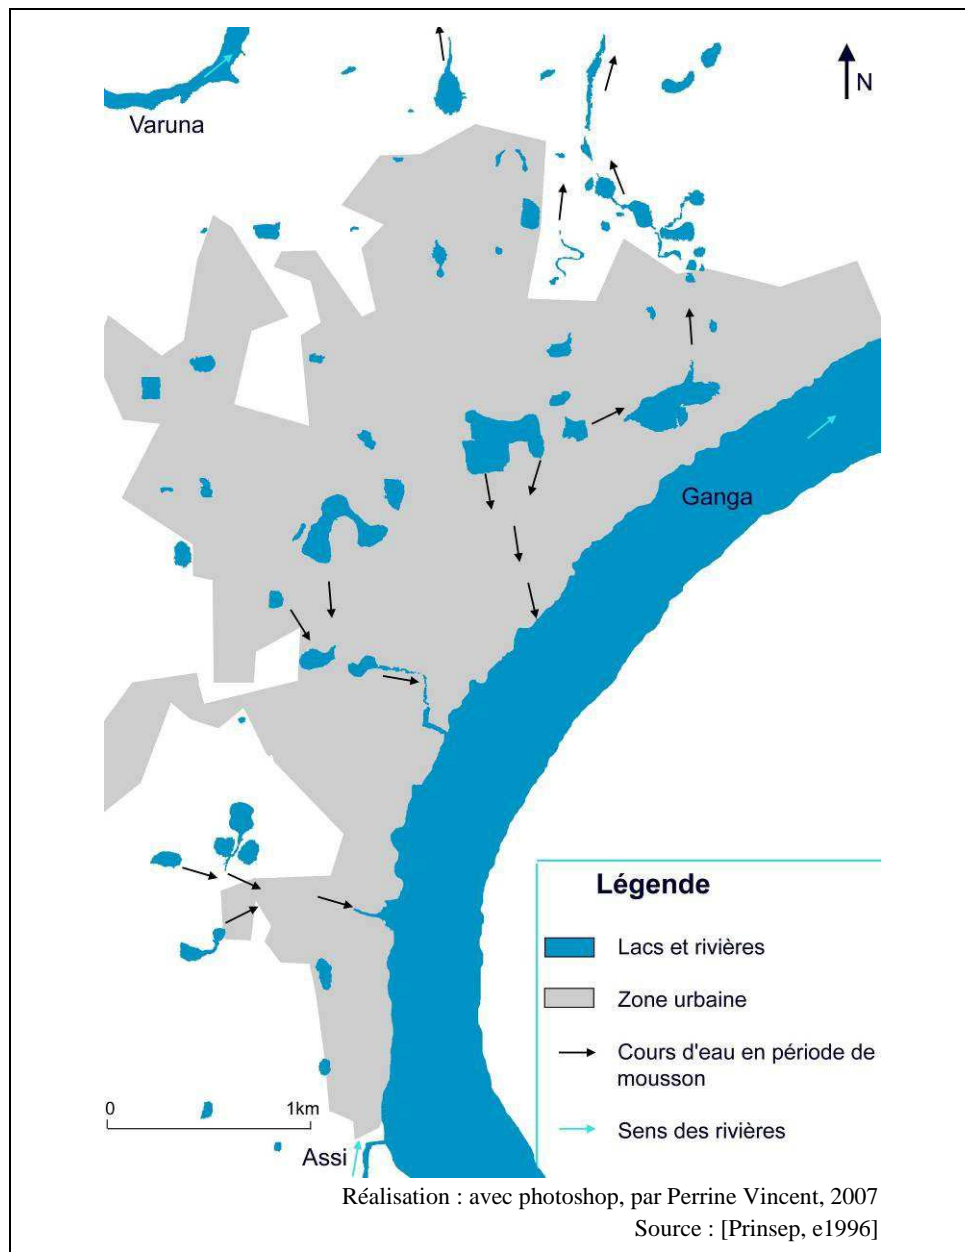 N
Varuna
Ganga
Légende
Lacs et rivières
Zone urbaine
Cours d'eau en période de
mousson
Sens des rivières
0 1km
Assi
Réalisation : avec photoshop, par Perrine Vincent, 2007
Source : [Prinsep, e1996]